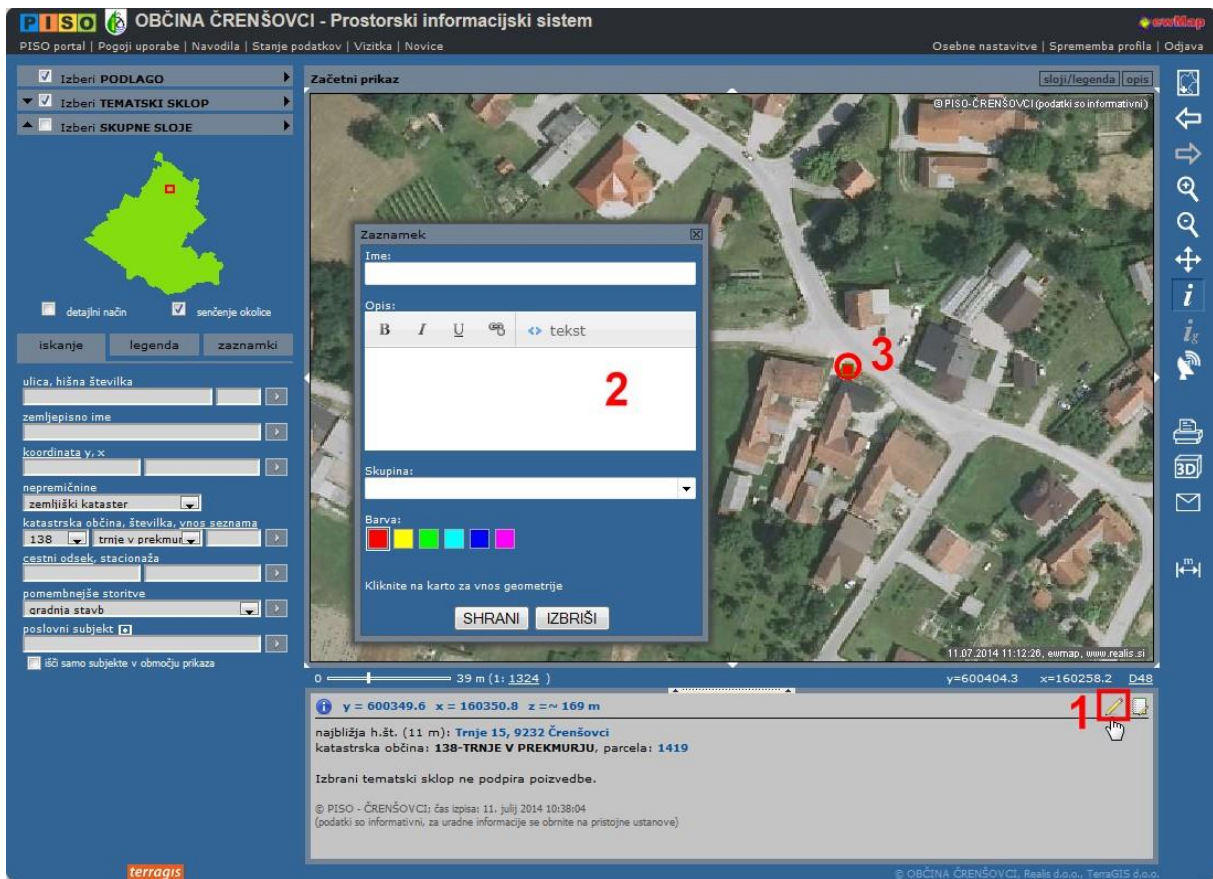 PISO OBČINA ČRENŠOVCI - Prostorski informacijski sistem
ewMap
PISO portal | Pogoji uporabe | Navodila | Stanje podatkov | Vizitka | Novice
Osebne nastavitve | Sprememba profila | Odjava
Izberi PODLAGO
Izberi TEMATSKI SKLOP
Izberi SKUPNE SLOJE
detajlni način
senčenje okolice
iskanje
legenda
zaznamki
ulica, hišna številka
zemljepisno ime
koordinata y, x
nepremičnine
zemljiški kataster
katastrska občina, številka, vnos seznama
138
trnje v prekmur
cestni odsek, stacionaža
pomembnejše storitve
gradnja stavb
poslovni subjekt
išči samo subjekte v območju prikaza
Začetni prikaz
sloji/legenda
opis
© PISO-ČRENŠOVCI (podatki so informativni)
Zaznamek
Ime:
Opis:
B I U <> tekst
2
Skupina:
Barva:
Kliknite na karto za vnos geometrije
SHRANI
IZBRIŠI
3
11.07.2014 11:12:26, ewmap, www.realis.si
i
ig
3D
m
0
39 m (1: 1324 )
y=600404.3 x=160258.2 D48
y = 600349.6 x = 160350.8 z =~ 169 m
1
najbližja h.št. (11 m): Trnje 15, 9232 Črenšovci
katastrska občina: 138-TRNJE V PREKMURJU, parcela: 1419
Izbrani tematski sklop ne podpira poizvedbe.
© PISO - ČRENŠOVCI; čas izpisa: 11. julij 2014 10:38:04
(podatki so informativni, za uradne informacije se obrnite na pristojne ustanove)
terragis
© OBČINA ČRENŠOVCI, Realis d.o.o., TerraGIS d.o.o.